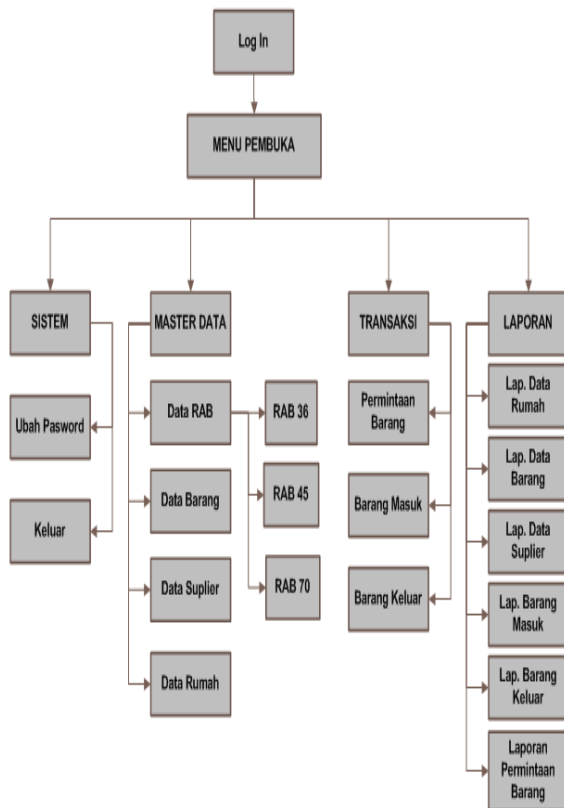 Log In
MENU PEMBUKA
SISTEM
MASTER DATA
TRANSAKSI
LAPORAN
Ubah Pasword
Keluar
Data RAB
Data Barang
Data Suplier
Data Rumah
RAB 36
RAB 45
RAB 70
Permintaan
Barang
Barang Masuk
Barang Keluar
Lap. Data
Rumah
Lap. Data
Barang
Lap. Data
Suplier
Lap. Barang
Masuk
Lap. Barang
Keluar
Laporan
Permintaan
Barang